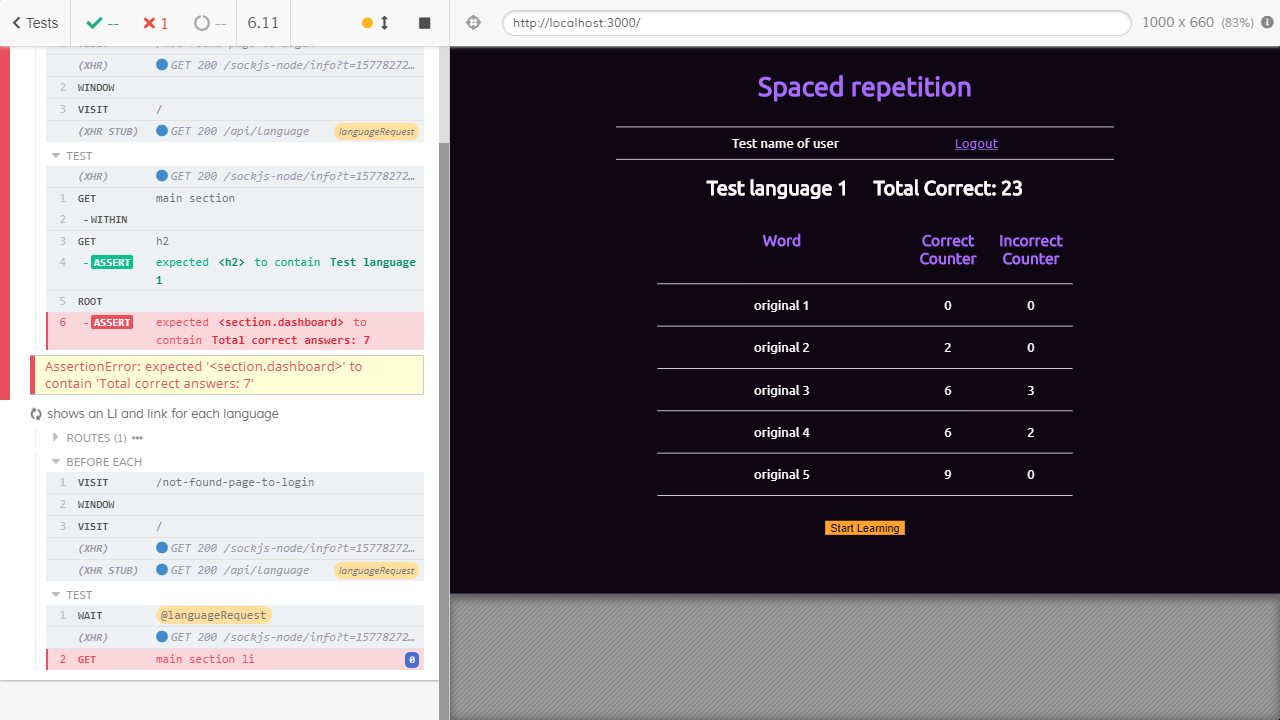 Tests
--
1
--
6.11
http://localhost:3000/
1000 x 660 (83%)
(XHR) GET 200 /sockjs-node/info?t=15778272…
2 WINDOW
3 VISIT /
(XHR STUB) GET 200 /api/language languageRequest
TEST
(XHR) GET 200 /sockjs-node/info?t=15778272…
1 GET main section
2 -WITHIN
3 GET h2
4 -ASSERT expected <h2> to contain Test language
1
5 ROOT
6 -ASSERT expected <section.dashboard> to
contain Total correct answers: 7
AssertionError: expected '<section.dashboard>' to
contain 'Total correct answers: 7'
shows an LI and link for each language
ROUTES (1) •••
BEFORE EACH
1 VISIT /not-found-page-to-login
2 WINDOW
3 VISIT /
(XHR) GET 200 /sockjs-node/info?t=15778272…
(XHR STUB) GET 200 /api/language languageRequest
TEST
1 WAIT @languageRequest
(XHR) GET 200 /sockjs-node/info?t=15778272…
2 GET main section li 0
Spaced repetition
Test name of user Logout
Test language 1 Total Correct: 23
Word Correct Incorrect
Counter Counter
original 1 0 0
original 2 2 0
original 3 6 3
original 4 6 2
original 5 9 0
Start Learning